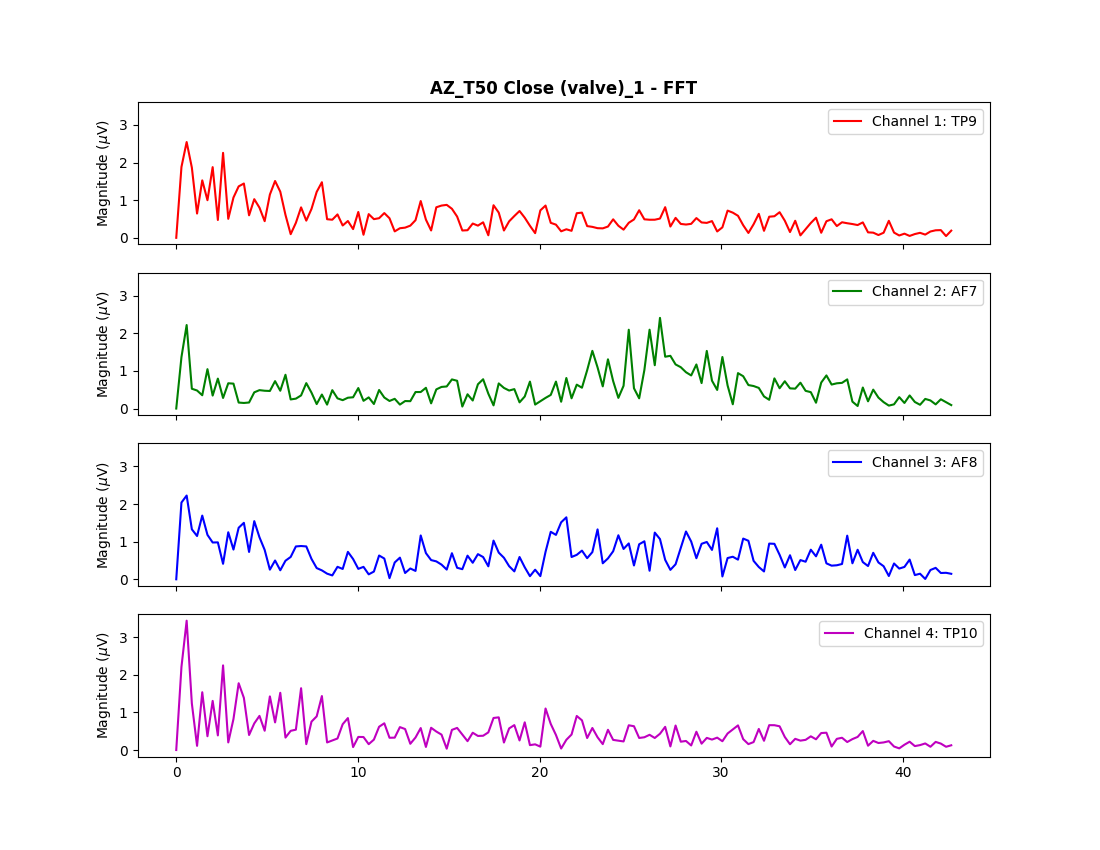 AZ_T50 Close (valve)_1 - FFT
Magnitude (μV)
3
2
1
0
Channel 1: TP9
Magnitude (μV)
3
2
1
0
Channel 2: AF7
Magnitude (μV)
3
2
1
0
Channel 3: AF8
Magnitude (μV)
3
2
1
0
Channel 4: TP10
0 10 20 30 40